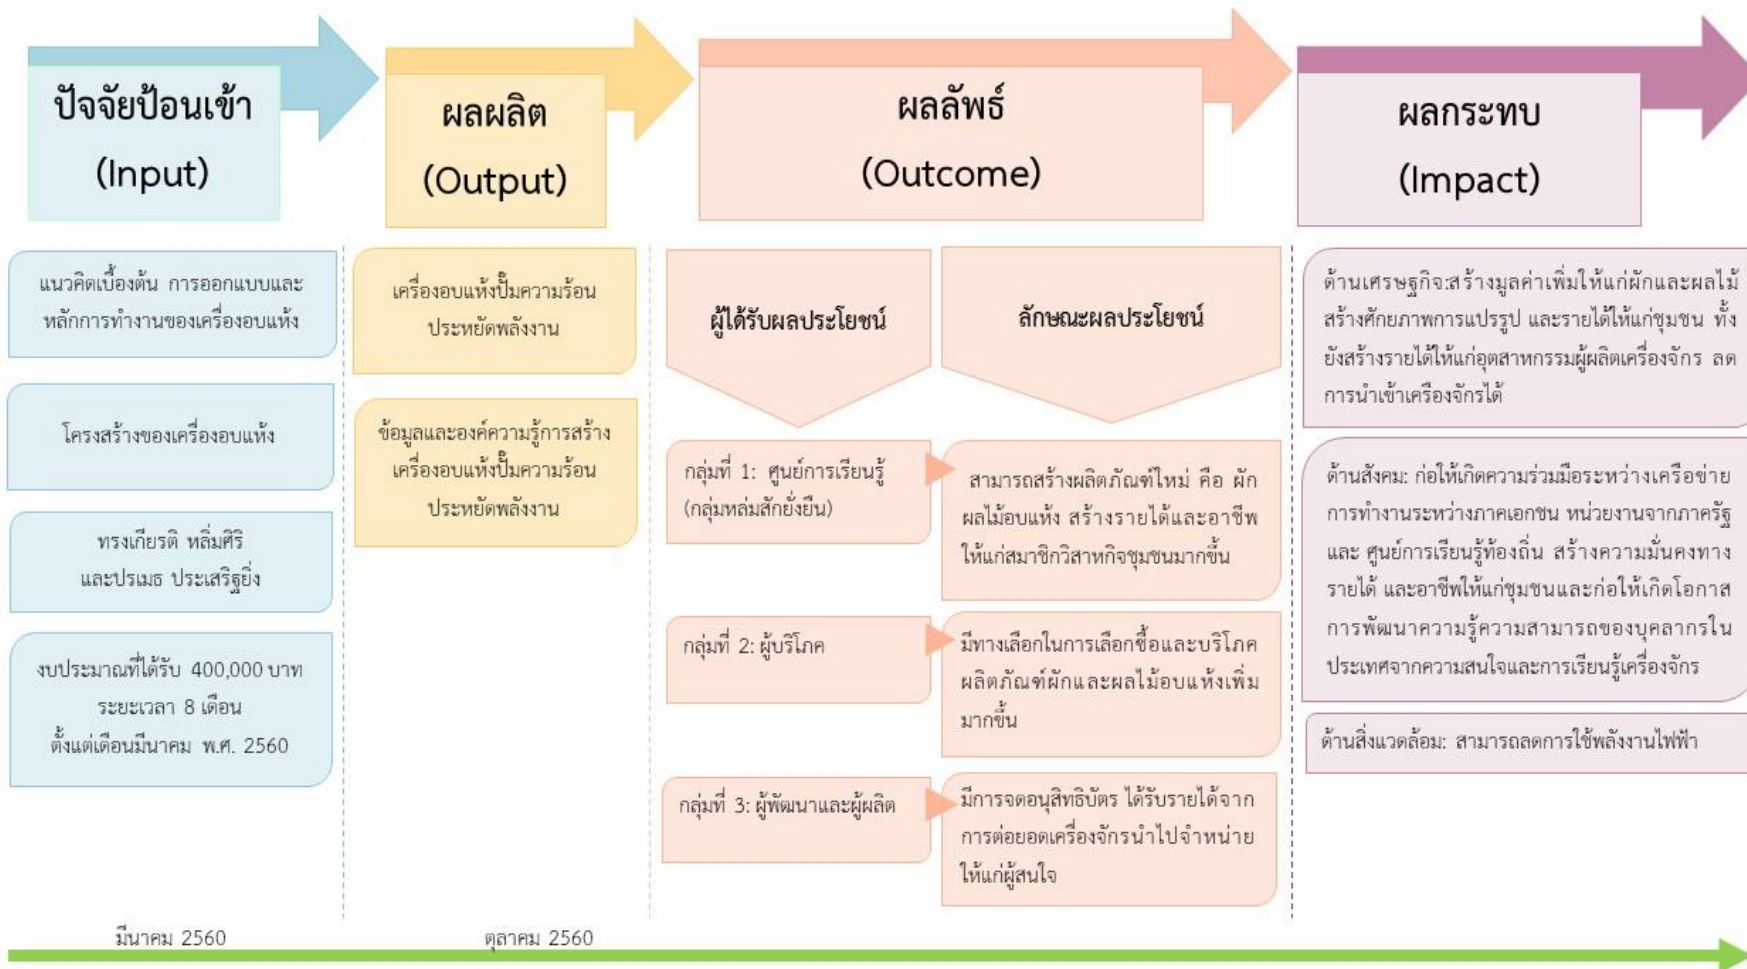 ปัจจัยป้อนเข้า
(Input)
แนวคิดเบื้องต้น การออกแบบและ
หลักการทำงานของเครื่องอบแห้ง
โครงสร้างของเครื่องอบแห้ง
ทรงเกียรติ หลิ่มศิริ
และปรเมธ ประเสริฐยิ่ง
งบประมาณที่ได้รับ 400,000 บาท
ระยะเวลา 8 เดือน
ตั้งแต่เดือนมีนาคม พ.ศ. 2560
ผลผลิต
(Output)
เครื่องอบแห้งปั๊มความร้อน
ประหยัดพลังงาน
ข้อมูลและองค์ความรู้การสร้าง
เครื่องอบแห้งปั๊มความร้อน
ประหยัดพลังงาน
ผลลัพธ์
(Outcome)
ผู้ได้รับผลประโยชน์
ลักษณะผลประโยชน์
กลุ่มที่ 1: ศูนย์การเรียนรู้
(กลุ่มหล่มสักยั่งยืน)
สามารถสร้างผลิตภัณฑ์ใหม่ คือ ผัก
ผลไม้อบแห้ง สร้างรายได้และอาชีพ
ให้แก่สมาชิกวิสาหกิจชุมชนมากขึ้น
กลุ่มที่ 2: ผู้บริโภค
มีทางเลือกในการเลือกซื้อและบริโภค
ผลิตภัณฑ์ผักและผลไม้อบแห้งเพิ่ม
มากขึ้น
กลุ่มที่ 3: ผู้พัฒนาและผู้ผลิต
มีการจดอนุสิทธิบัตร ได้รับรายได้จาก
การต่อยอดเครื่องจักรนำไปจำหน่าย
ให้แก่ผู้สนใจ
ผลกระทบ
(Impact)
ด้านเศรษฐกิจ:สร้างมูลค่าเพิ่มให้แก่ผักและผลไม้
สร้างศักยภาพการแปรรูป และรายได้ให้แก่ชุมชน ทั้ง
ยังสร้างรายได้ให้แก่อุตสาหกรรมผู้ผลิตเครื่องจักร ลด
การนำเข้าเครื่องจักรได้
ด้านสังคม: ก่อให้เกิดความร่วมมือระหว่างเครือข่าย
การทำงานระหว่างภาคเอกชน หน่วยงานจากภาครัฐ
และ ศูนย์การเรียนรู้ท้องถิ่น สร้างความมั่นคงทาง
รายได้ และอาชีพให้แก่ชุมชนและก่อให้เกิดโอกาส
การพัฒนาความรู้ความสามารถของบุคลากรใน
ประเทศจากความสนใจและการเรียนรู้เครื่องจักร
ด้านสิ่งแวดล้อม: สามารถลดการใช้พลังงานไฟฟ้า
มีนาคม 2560
ตุลาคม 2560